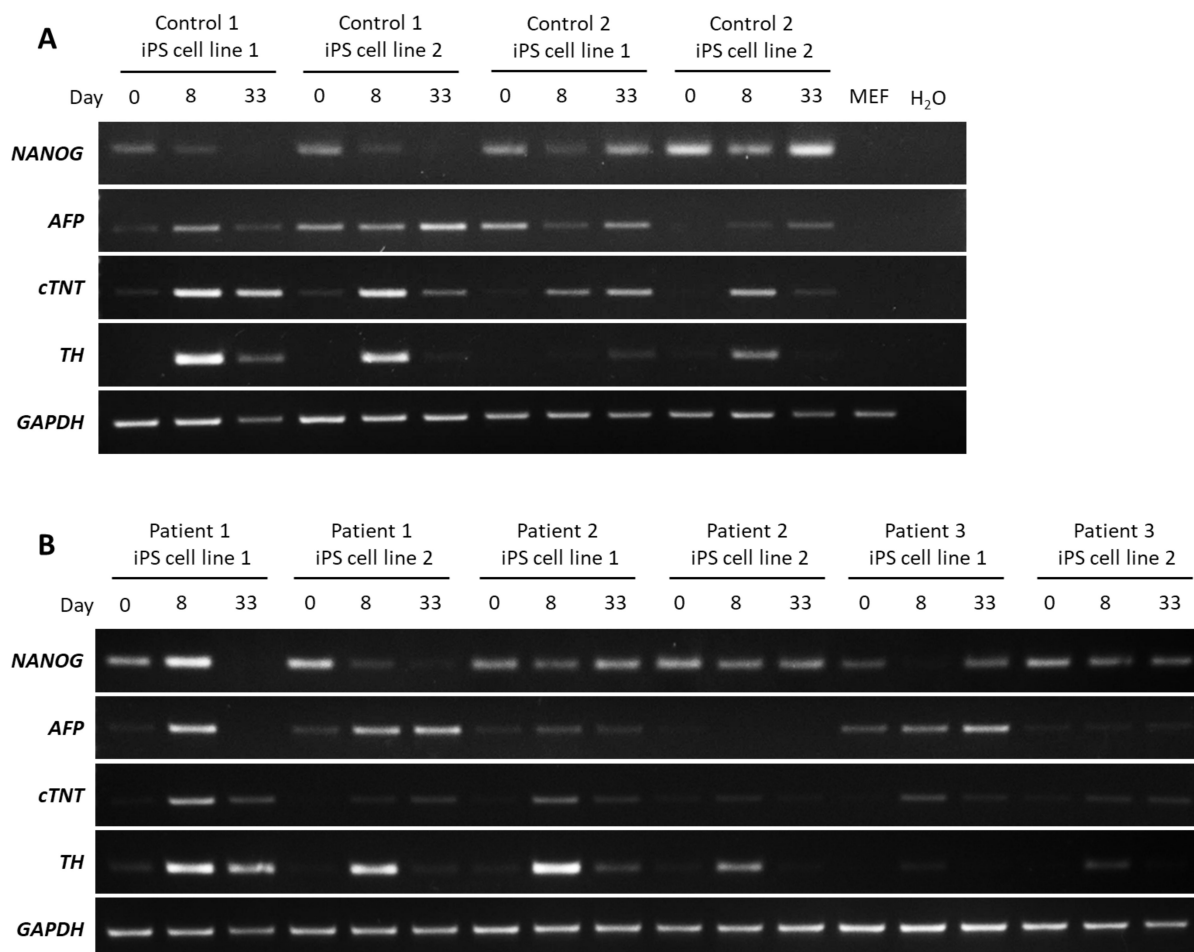 A
Control 1 Control 1 Control 2 Control 2
iPS cell line 1 iPS cell line 2 iPS cell line 1 iPS cell line 2
Day 0 8 33 0 8 33 0 8 33 0 8 33 MEF H₂O
NANOG
AFP
cTNT
TH
GAPDH
B
Patient 1 Patient 1 Patient 2 Patient 2 Patient 3 Patient 3
iPS cell line 1 iPS cell line 2 iPS cell line 1 iPS cell line 2 iPS cell line 1 iPS cell line 2
Day 0 8 33 0 8 33 0 8 33 0 8 33 0 8 33 0 8 33
NANOG
AFP
cTNT
TH
GAPDH